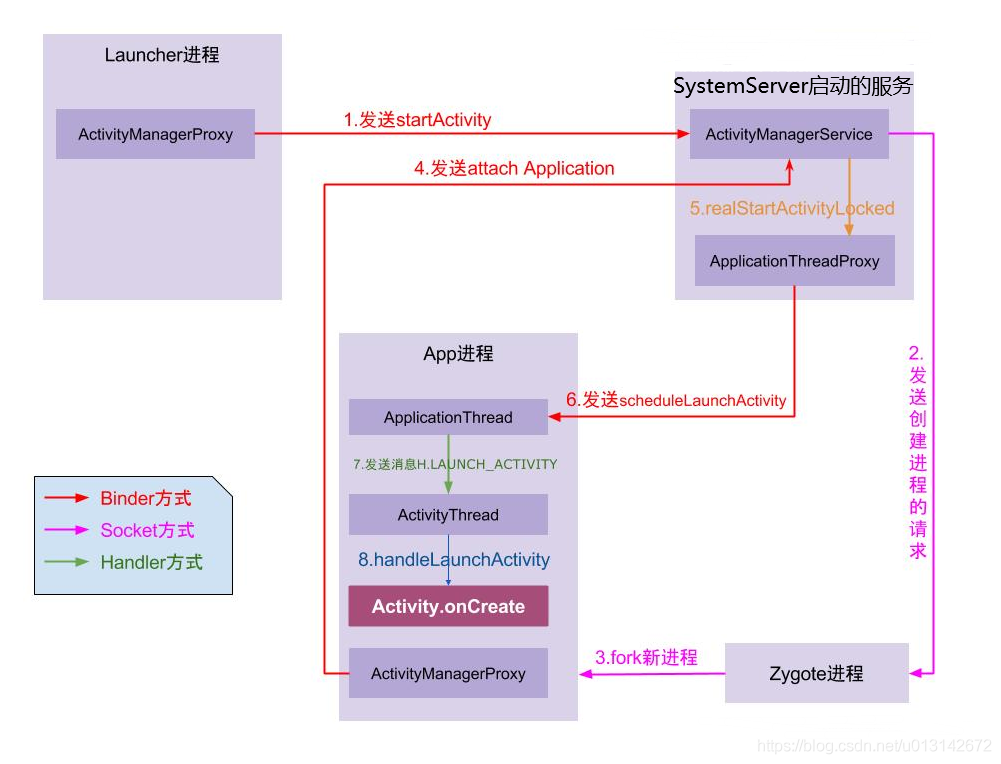 Launcher进程
SystemServer启动的服务
ActivityManagerProxy
1.发送startActivity
ActivityManagerService
4.发送attach Application
5.realStartActivityLocked
ApplicationThreadProxy
App进程
2.
发
送
创
建
进
程
的
请
求
6.发送scheduleLaunchActivity
ApplicationThread
7.发送消息H.LAUNCH_ACTIVITY
Binder方式
Socket方式
Handler方式
ActivityThread
8.handleLaunchActivity
Activity.onCreate
ActivityManagerProxy
3.fork新进程
Zygote进程
https://blog.csdn.net/u013142672